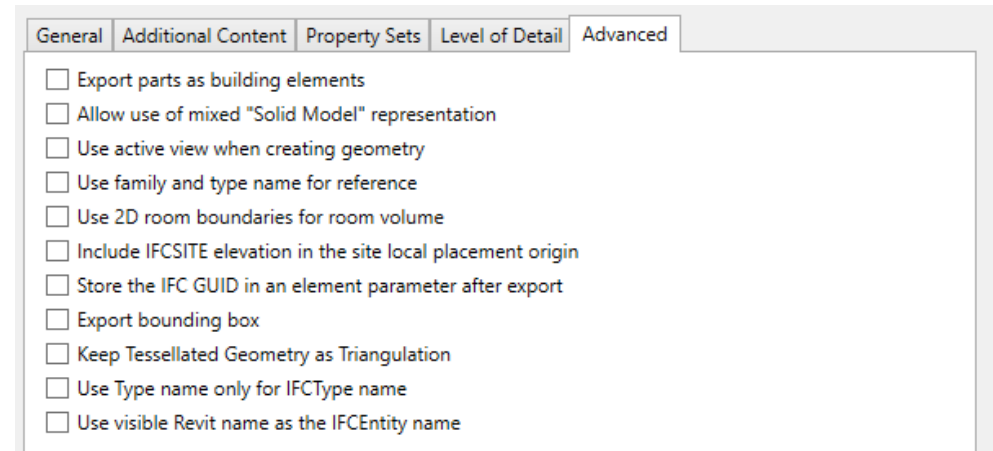 General Additional Content Property Sets Level of Detail Advanced
Export parts as building elements
Allow use of mixed "Solid Model" representation
Use active view when creating geometry
Use family and type name for reference
Use 2D room boundaries for room volume
Include IFCSITE elevation in the site local placement origin
Store the IFC GUID in an element parameter after export
Export bounding box
Keep Tessellated Geometry as Triangulation
Use Type name only for IFCType name
Use visible Revit name as the IFCEntity name